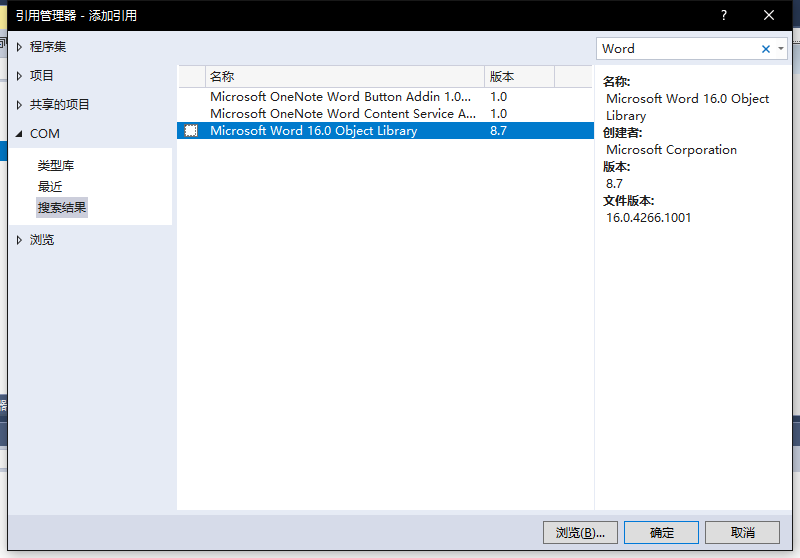 引用管理器 - 添加引用
?
程序集
项目
共享的项目
COM
类型库
最近
搜索结果
浏览
名称
版本
Microsoft OneNote Word Button Addin 1.0...
1.0
Microsoft OneNote Word Content Service A...
1.0
Microsoft Word 16.0 Object Library
8.7
Word
名称:
Microsoft Word 16.0 Object
Library
创建者:
Microsoft Corporation
版本:
8.7
文件版本:
16.0.4266.1001
浏览(B)...
确定
取消